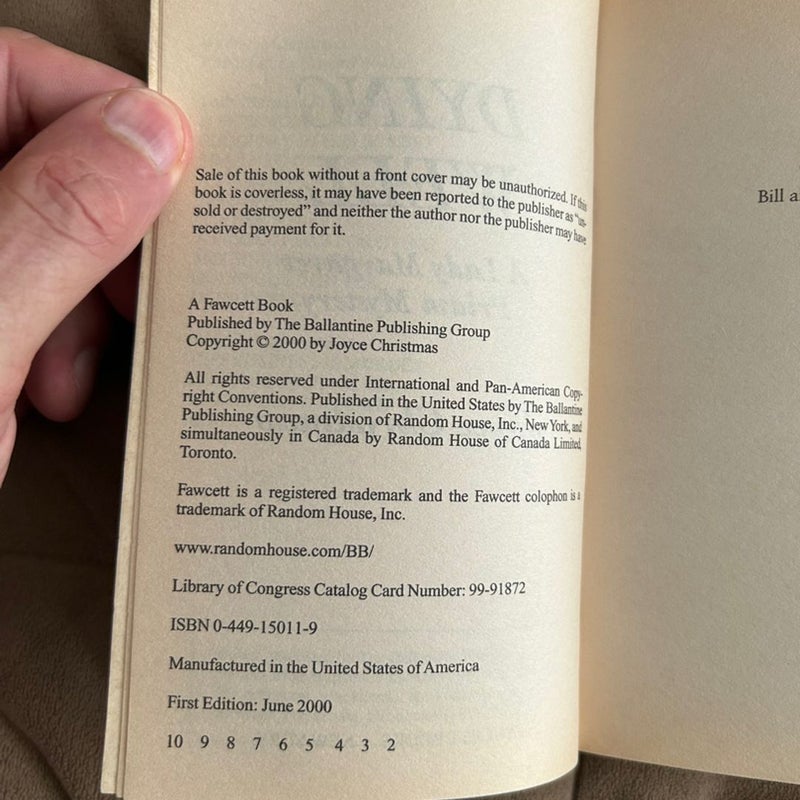 Sale of this book without a front cover may be unauthorized. If this
book is coverless, it may have been reported to the publisher as "un-
sold or destroyed" and neither the author nor the publisher may have
received payment for it.
A Fawcett Book
Published by The Ballantine Publishing Group
Copyright © 2000 by Joyce Christmas
All rights reserved under International and Pan-American Copy-
right Conventions. Published in the United States by The Ballantine
Publishing Group, a division of Random House, Inc., New York, and
simultaneously in Canada by Random House of Canada Limited,
Toronto.
Fawcett is a registered trademark and the Fawcett colophon is a
trademark of Random House, Inc.
www.randomhouse.com/BB/
Library of Congress Catalog Card Number: 99-91872
ISBN 0-449-15011-9
Manufactured in the United States of America
First Edition: June 2000
10 9 8 7 6 5 4 3 2
Bill